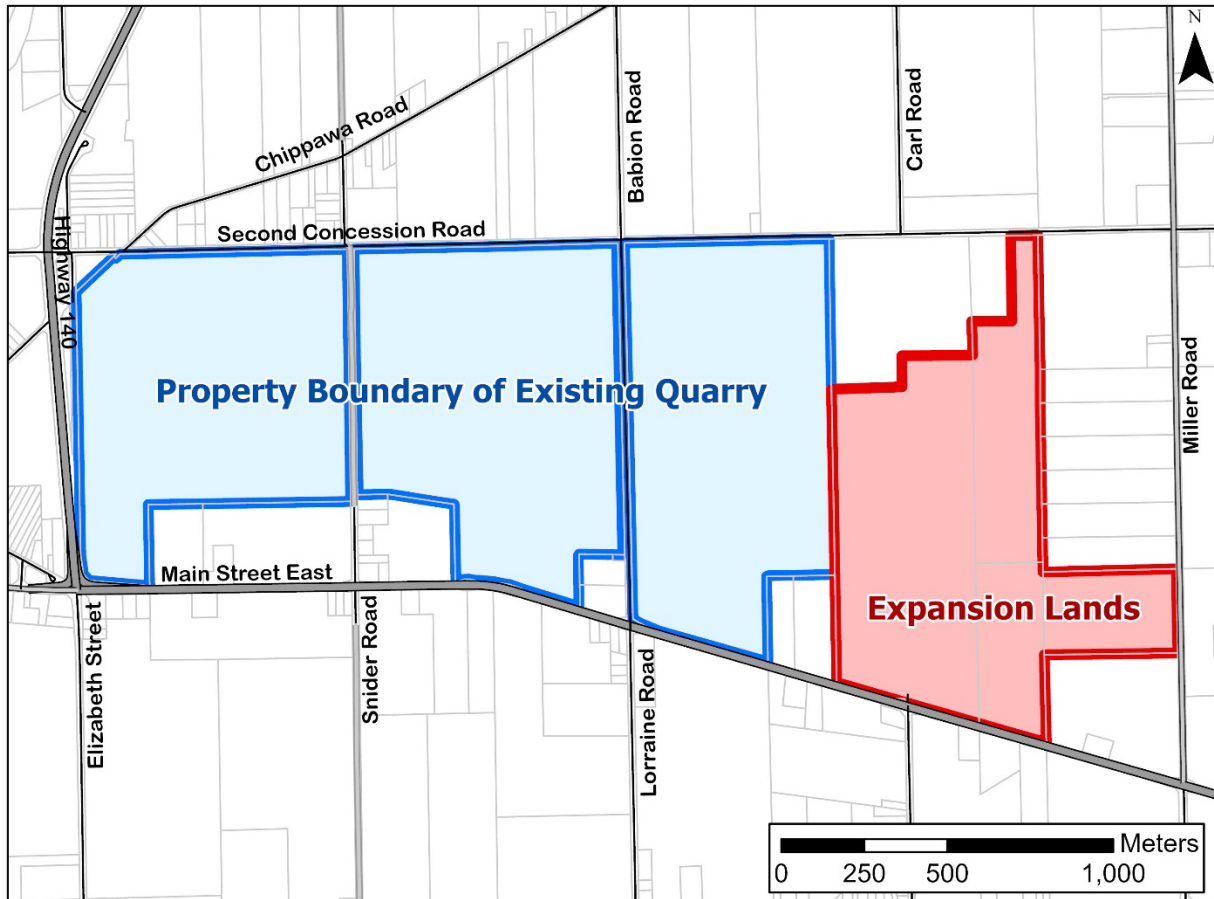 N
Chippawa Road
Babion Road
Carl Road
Second Concession Road
Highway 140
Property Boundary of Existing Quarry
Miller Road
Main Street East
Expansion Lands
Elizabeth Street
Snider Road
Lorraine Road
Meters
0 250 500 1,000